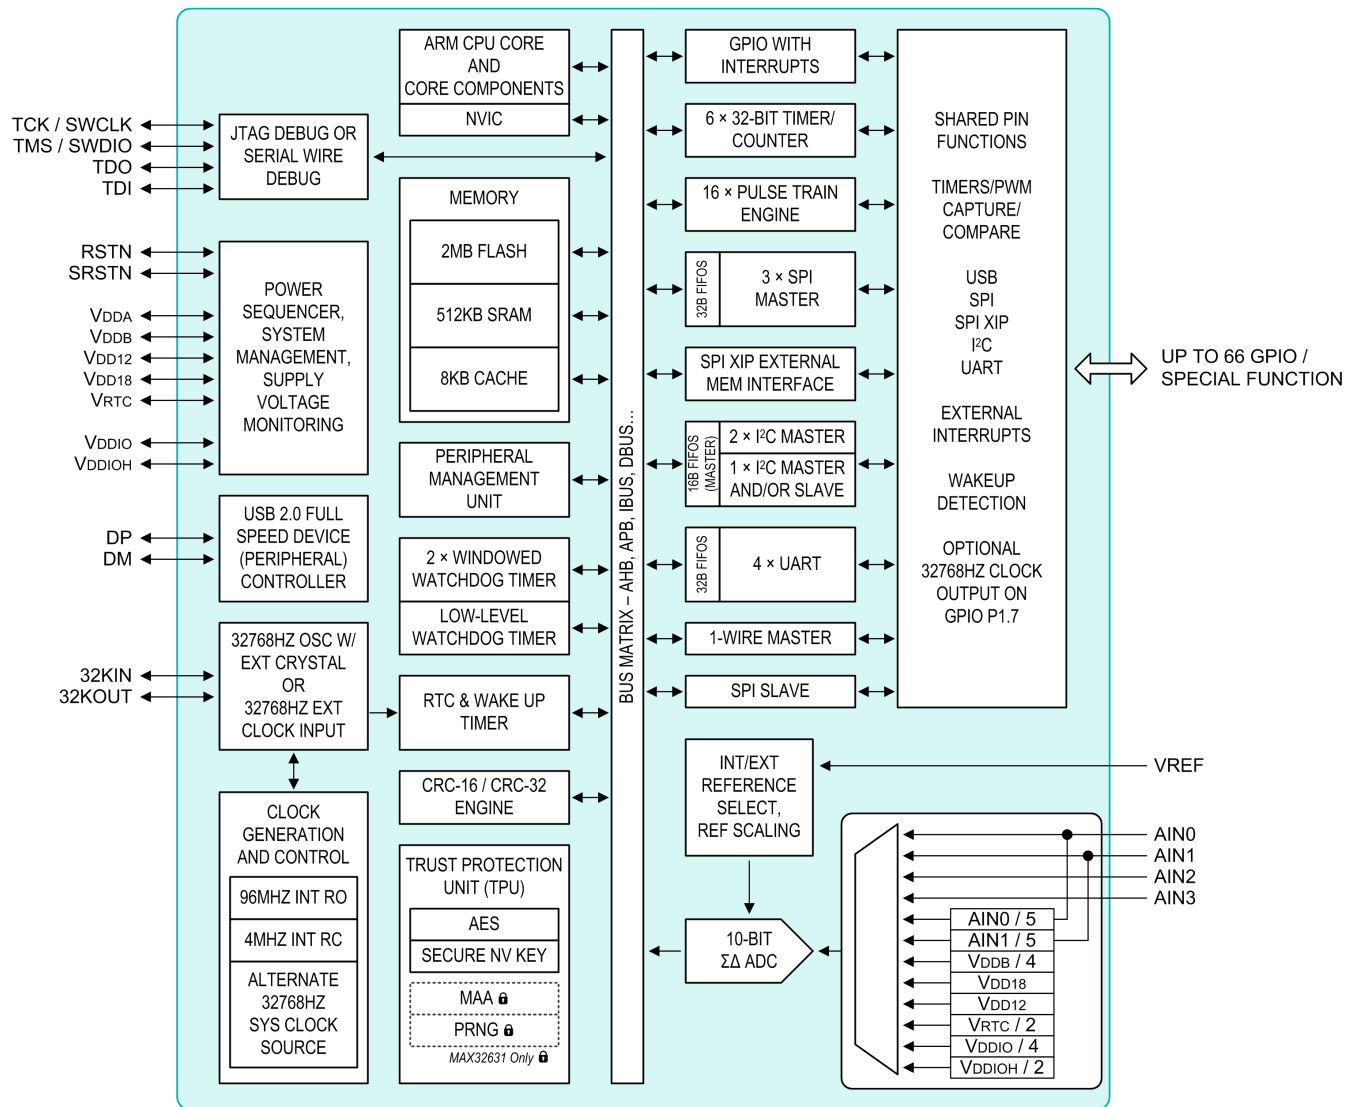 TCK / SWCLK
TMS / SWDIO
TDO
TDI
RSTN
SRSTN
VDDA
VDDB
VDD12
VDD18
VRTC
VDDIO
VDDIOH
DP
DM
32KIN
32KOUT
JTAG DEBUG OR
SERIAL WIRE
DEBUG
POWER
SEQUENCER,
SYSTEM
MANAGEMENT,
SUPPLY
VOLTAGE
MONITORING
USB 2.0 FULL
SPEED DEVICE
(PERIPHERAL)
CONTROLLER
32768HZ OSC W/
EXT CRYSTAL
OR
32768HZ EXT
CLOCK INPUT
CLOCK
GENERATION
AND CONTROL
96MHZ INT RO
4MHZ INT RC
ALTERNATE
32768HZ
SYS CLOCK
SOURCE
ARM CPU CORE
AND
CORE COMPONENTS
NVIC
MEMORY
2MB FLASH
512KB SRAM
8KB CACHE
PERIPHERAL
MANAGEMENT
UNIT
2 × WINDOWED
WATCHDOG TIMER
LOW-LEVEL
WATCHDOG TIMER
RTC & WAKE UP
TIMER
CRC-16 / CRC-32
ENGINE
TRUST PROTECTION
UNIT (TPU)
AES
SECURE NV KEY
MAA
PRNG
MAX32631 Only
BUS MATRIX – AHB, APB, IBUS, DBUS...
GPIO WITH
INTERRUPTS
6 × 32-BIT TIMER/
COUNTER
16 × PULSE TRAIN
ENGINE
32B FIFOS
3 × SPI
MASTER
SPI XIP EXTERNAL
MEM INTERFACE
16B FIFOS
(MASTER)
2 × I²C MASTER
1 × I²C MASTER
AND/OR SLAVE
32B FIFOS
4 × UART
1-WIRE MASTER
SPI SLAVE
INT/EXT
REFERENCE
SELECT,
REF SCALING
10-BIT
ΣΔ ADC
SHARED PIN
FUNCTIONS
TIMERS/PWM
CAPTURE/
COMPARE
USB
SPI
SPI XIP
I²C
UART
EXTERNAL
INTERRUPTS
WAKEUP
DETECTION
OPTIONAL
32768HZ CLOCK
OUTPUT ON
GPIO P1.7
UP TO 66 GPIO /
SPECIAL FUNCTION
VREF
AIN0
AIN1
AIN2
AIN3
AIN0 / 5
AIN1 / 5
VDDB / 4
VDD18
VDD12
VRTC / 2
VDDIO / 4
VDDIOH / 2